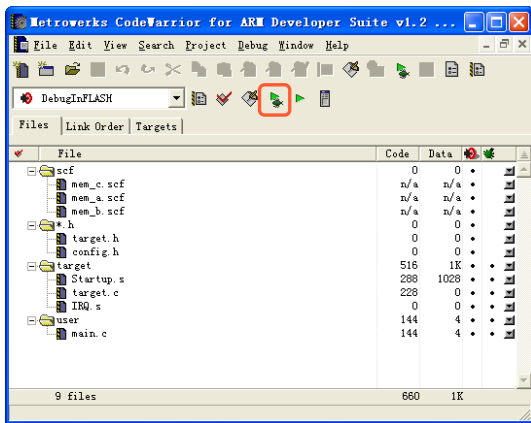 Metrowerks CodeWarrior for ARM Developer Suite v1.2 ...
File Edit View Search Project Debug Window Help
DebugInFLASH
Files Link Order Targets
File Code Data
scf 0 0
mem_c.scf n/a n/a
mem_a.scf n/a n/a
mem_b.scf n/a n/a
*.h 0 0
target.h 0 0
config.h 0 0
target 516 1K
Startup.s 288 1028
target.c 228 0
IRQ.s 0 0
user 144 4
main.c 144 4
9 files 660 1K